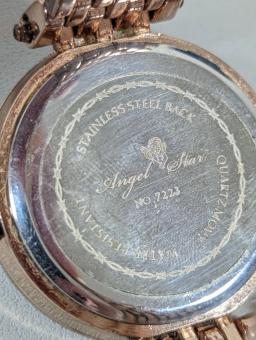 STAINLESS STEEL BACK
Angel Star
NO.7223
QUARTZ MOVT
WATER RESISTANT